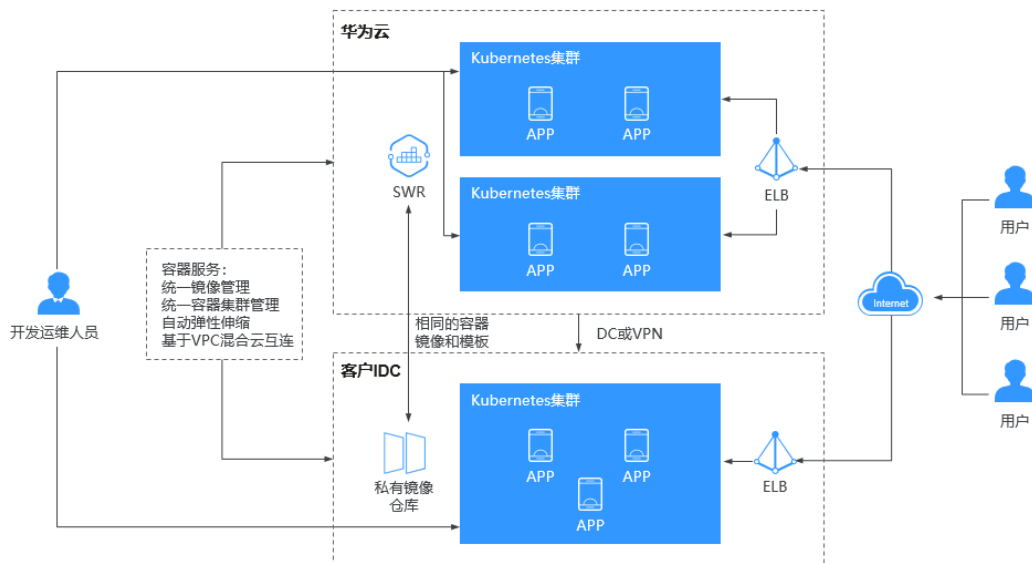 华为云
Kubernetes集群
APP
APP
SWR
ELB
Kubernetes集群
APP
APP
用户
用户
用户
Internet
容器服务：
统一镜像管理
统一容器集群管理
自动弹性伸缩
基于VPC混合云互连
开发运维人员
相同的容器
镜像和模板
DC或VPN
客户IDC
Kubernetes集群
APP
APP
APP
私有镜像
仓库
ELB